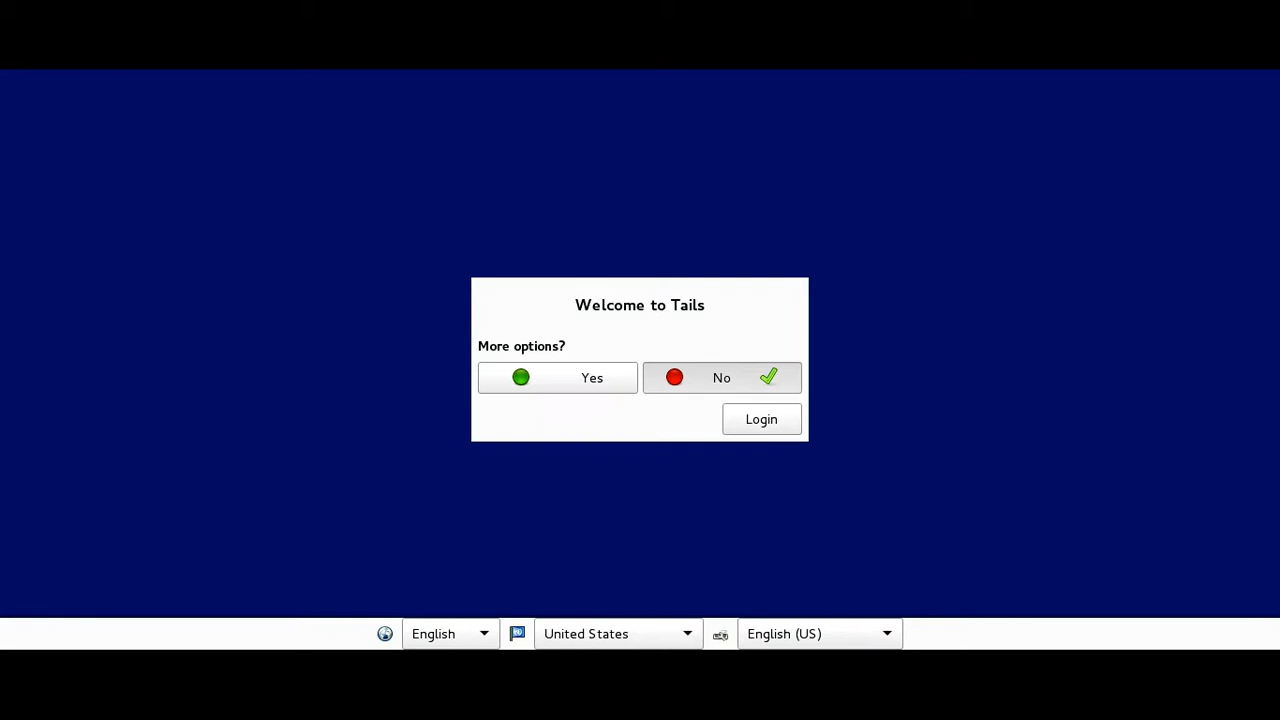 Welcome to Tails
More options?
Yes No
Login
English United States English (US)